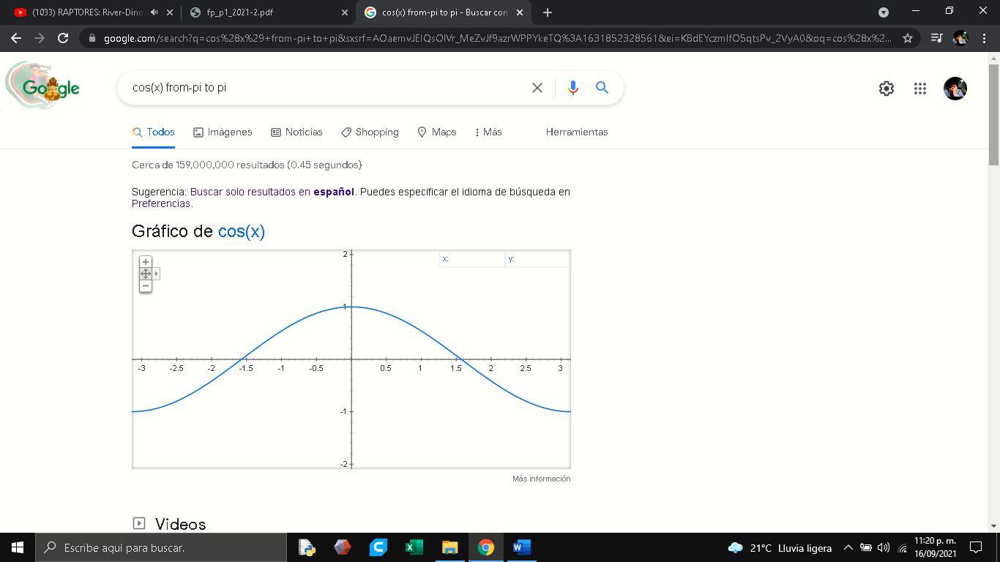 (1033) RAPTORES: River-Dino
fp_p1_2021-2.pdf
cos(x) from-pi to pi - Buscar con
google.com/search?q=cos%28x%29+from-pi+to+pi&sxsrf=AOaemvJEIQsOlVr_MeZvJf9azrWPPYkeTQ%3A1631852328561&ei=KBdEYczmIfO5qtsPv_2VyA0&oq=cos%28x%...
Google
cos(x) from-pi to pi
Todos Imágenes Noticias Shopping Maps Más Herramientas
Cerca de 159,000,000 resultados (0.45 segundos)
Sugerencia: Buscar solo resultados en español. Puedes especificar el idioma de búsqueda en
Preferencias.
Gráfico de cos(x)
x: y:
2
1
-3 -2.5 -2 -1.5 -1 -0.5 0.5 1 1.5 2 2.5 3
-1
-2
Más información
Videos
Escribe aquí para buscar.
21°C Lluvia ligera
11:20 p. m.
16/09/2021